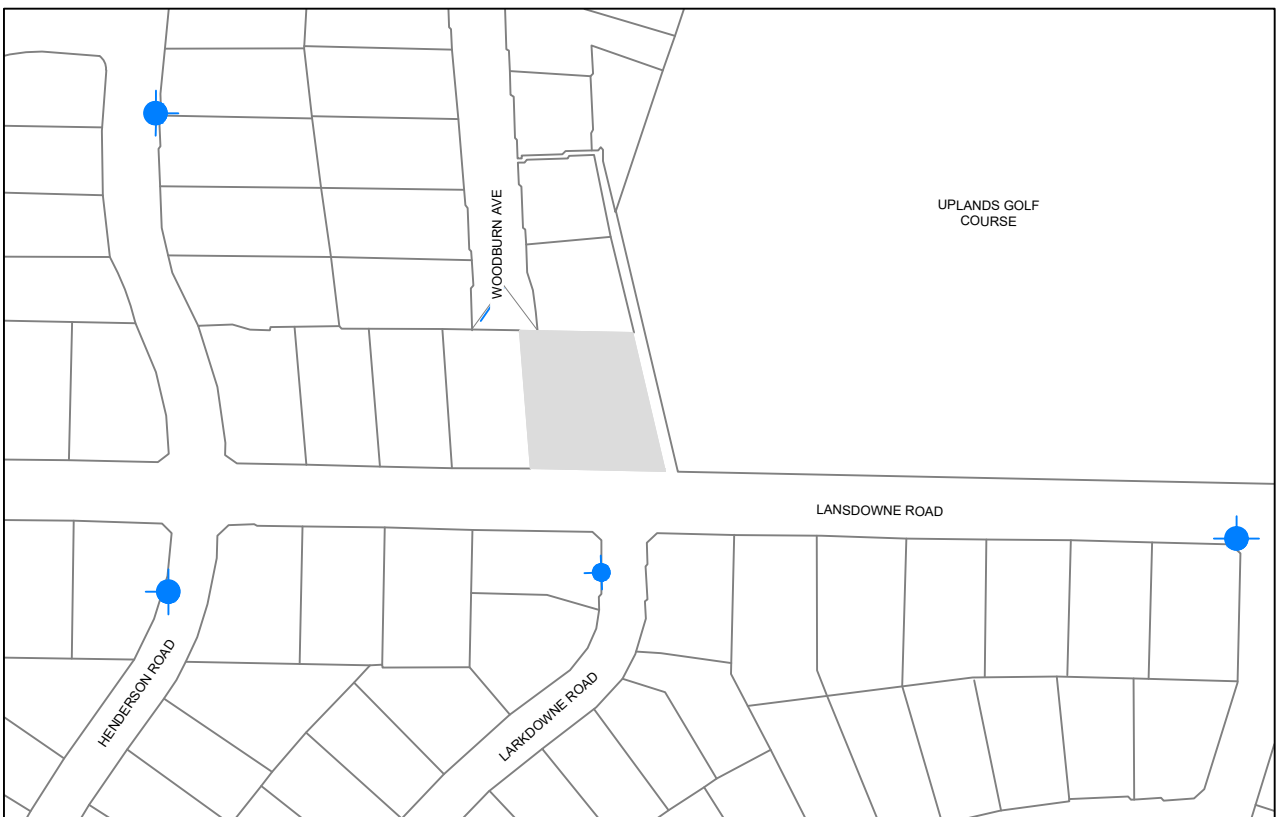 WOODBURN AVE
UPLANDS GOLF
COURSE
LANSDOWNE ROAD
HENDERSON ROAD
LARKDOWNE ROAD